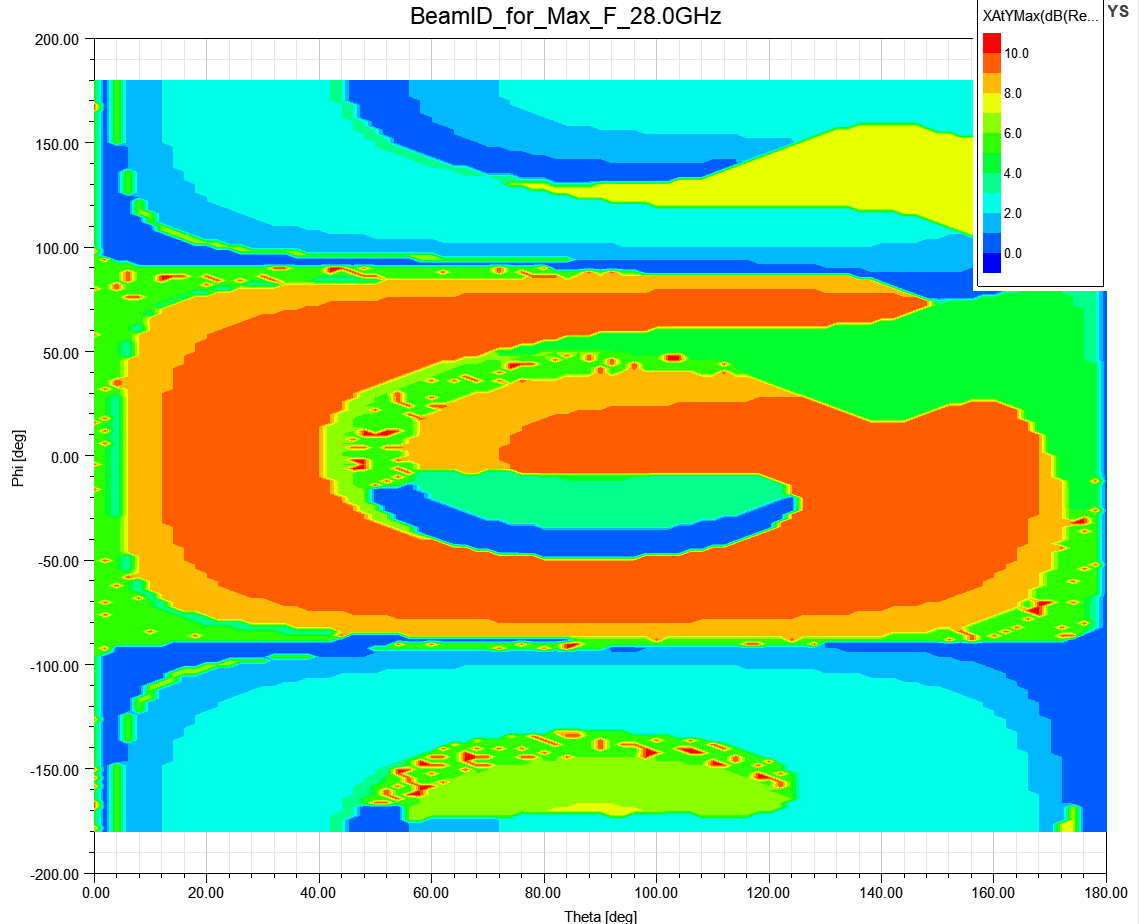 BeamID_for_Max_F_28.0GHz
YS
XAtYMax(dB(Re...
10.0
8.0
6.0
4.0
2.0
0.0
200.00
150.00
100.00
50.00
0.00
-50.00
-100.00
-150.00
-200.00
Phi [deg]
0.00 20.00 40.00 60.00 80.00 100.00 120.00 140.00 160.00 180.00
Theta [deg]